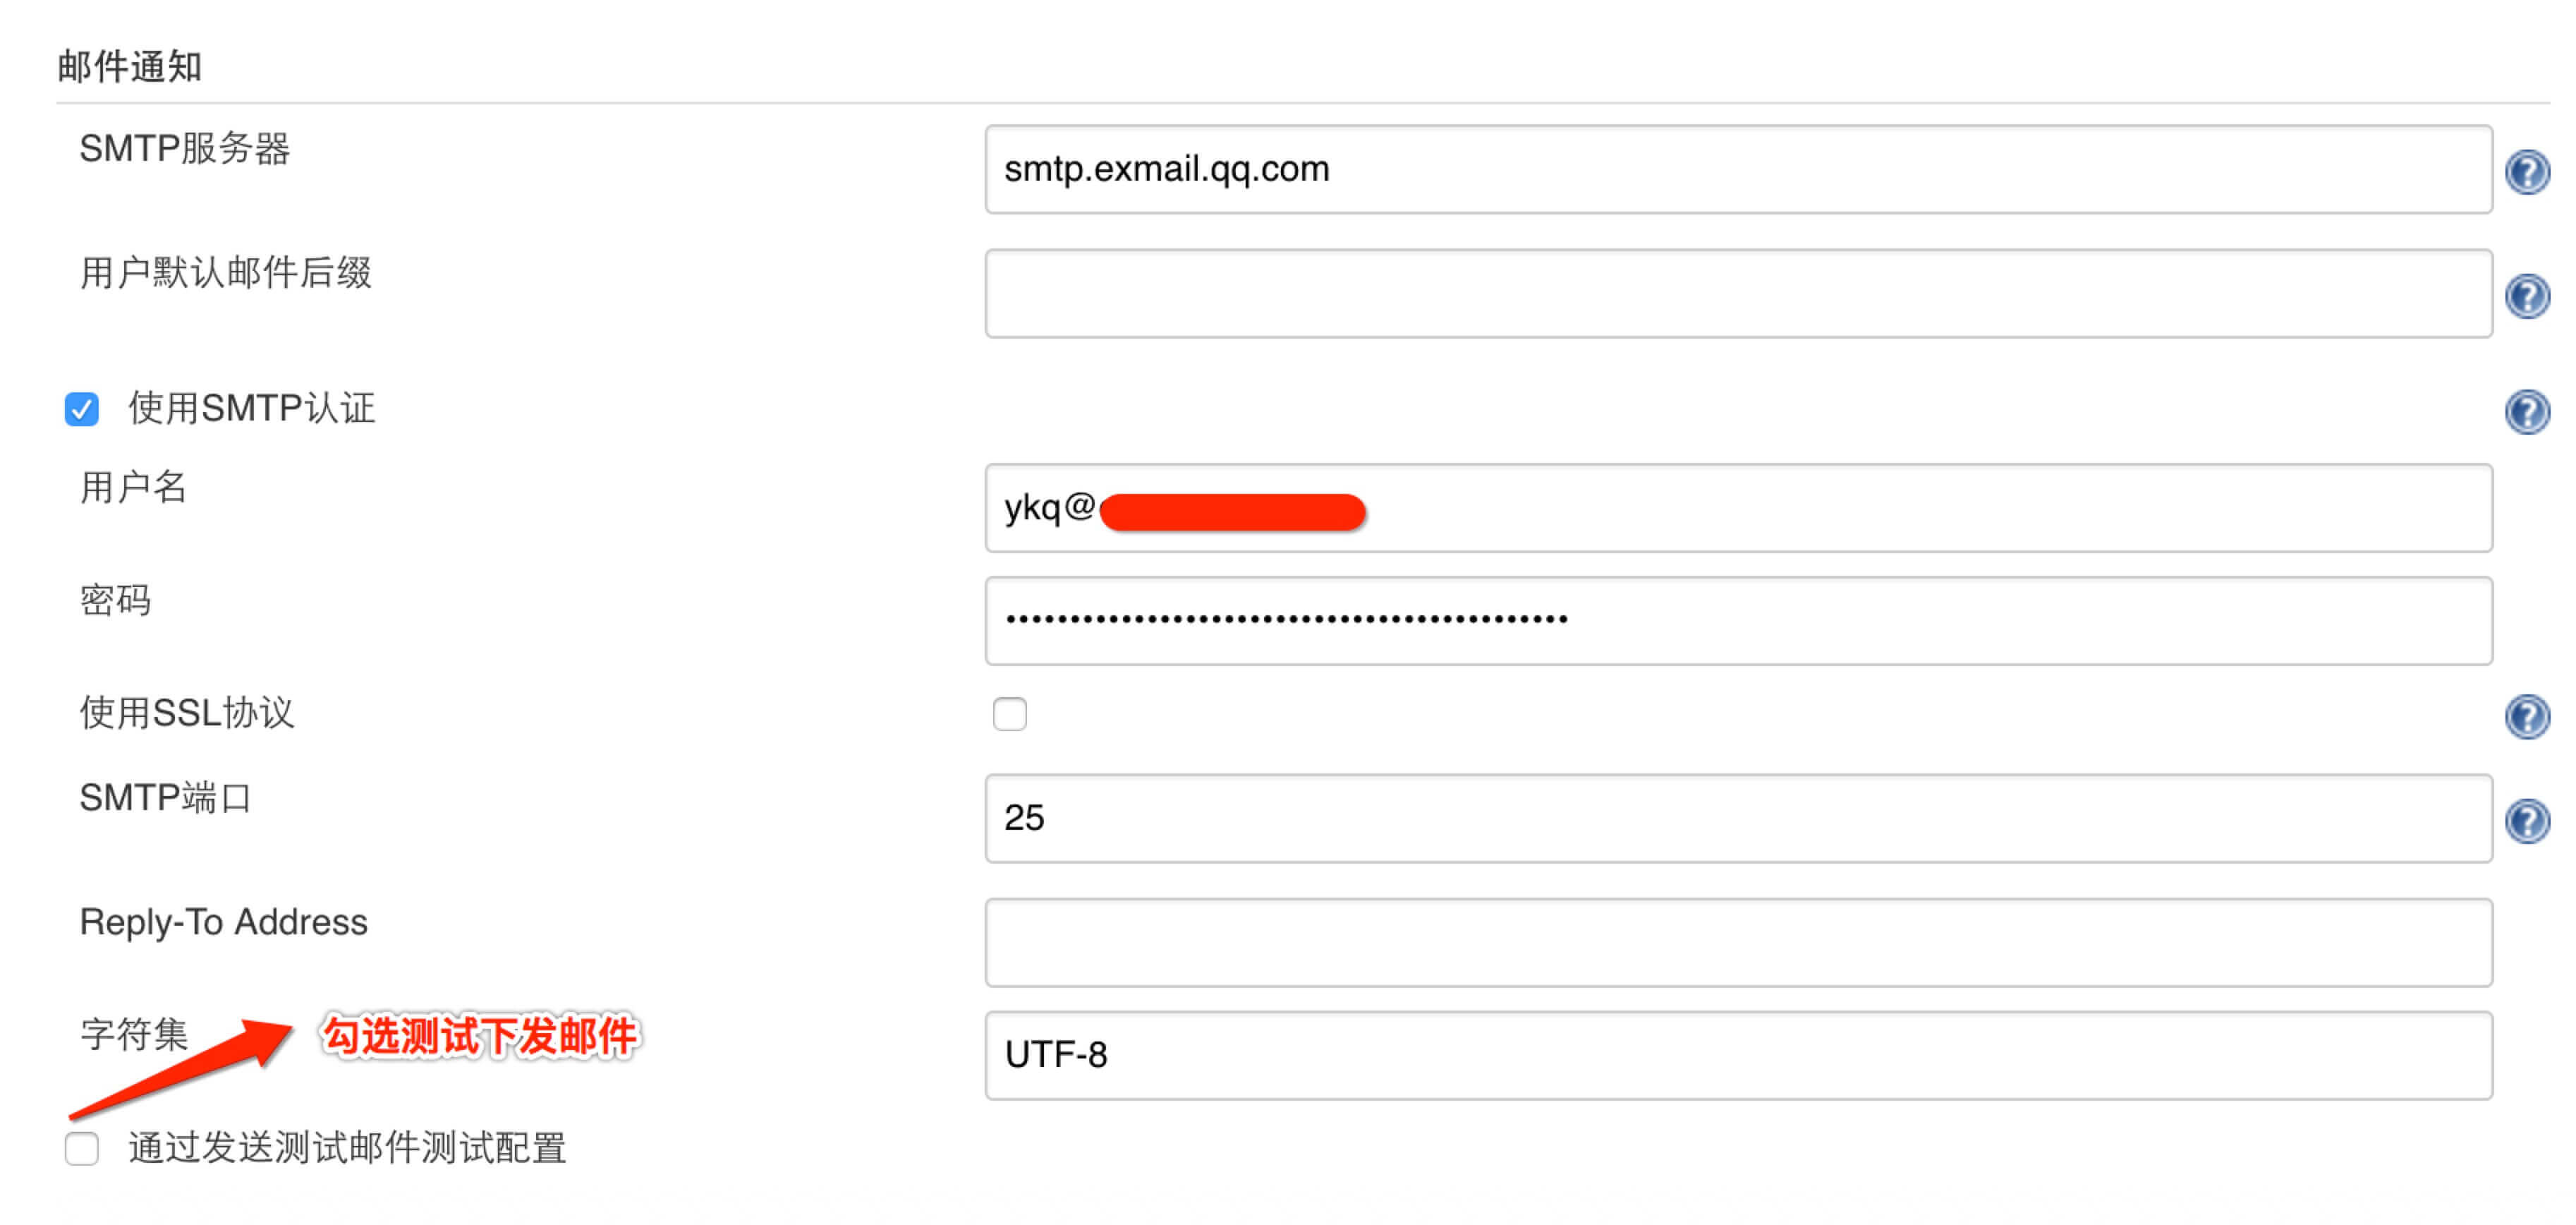 邮件通知
SMTP服务器
smtp.exmail.qq.com
用户默认邮件后缀
使用SMTP认证
用户名
ykq@
密码
••••••••••••••••••••••••••••••••••••••••••••
使用SSL协议
SMTP端口
25
Reply-To Address
字符集
勾选测试下发邮件
UTF-8
通过发送测试邮件测试配置